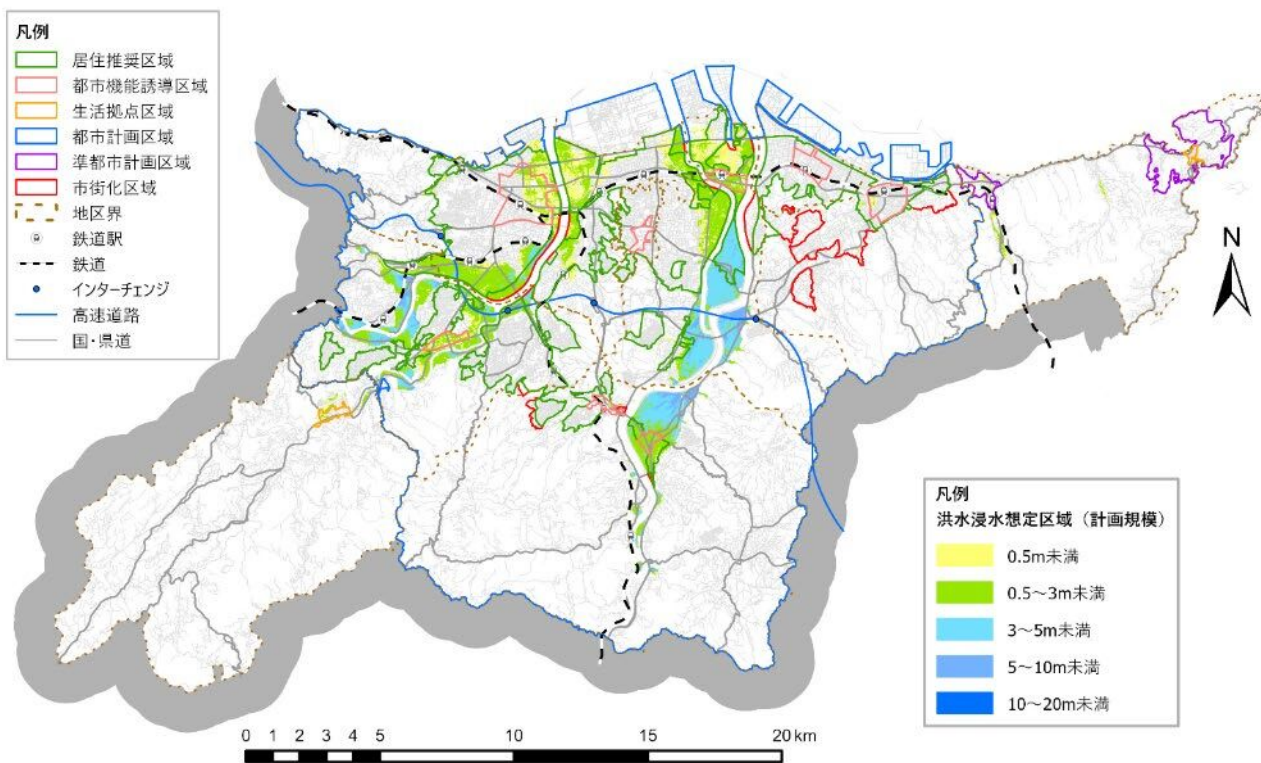 凡例
居住推奨区域
都市機能誘導区域
生活拠点区域
都市計画区域
準都市計画区域
市街化区域
地区界
鉄道駅
鉄道
インターチェンジ
高速道路
国・県道
N
凡例
洪水浸水想定区域（計画規模）
0.5m未満
0.5～3m未満
3～5m未満
5～10m未満
10～20m未満
0 1 2 3 4 5 10 15 20 km